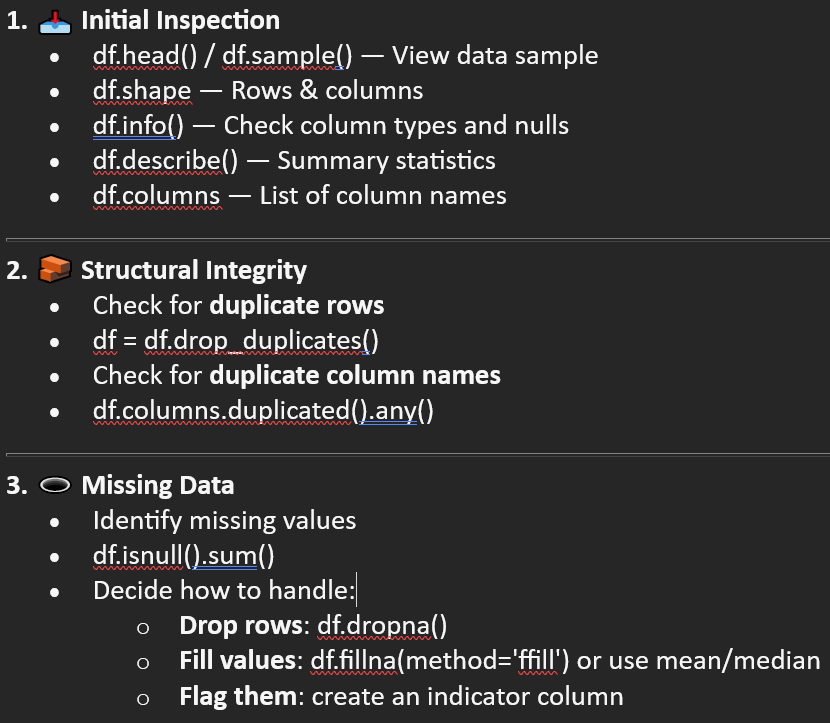 1. 📥 Initial Inspection
• df.head() / df.sample() — View data sample
• df.shape — Rows & columns
• df.info() — Check column types and nulls
• df.describe() — Summary statistics
• df.columns — List of column names
2. 🧱 Structural Integrity
• Check for duplicate rows
• df = df.drop_duplicates()
• Check for duplicate column names
• df.columns.duplicated().any()
3. 🕳️ Missing Data
• Identify missing values
• df.isnull().sum()
• Decide how to handle:
o Drop rows: df.dropna()
o Fill values: df.fillna(method='ffill') or use mean/median
o Flag them: create an indicator column